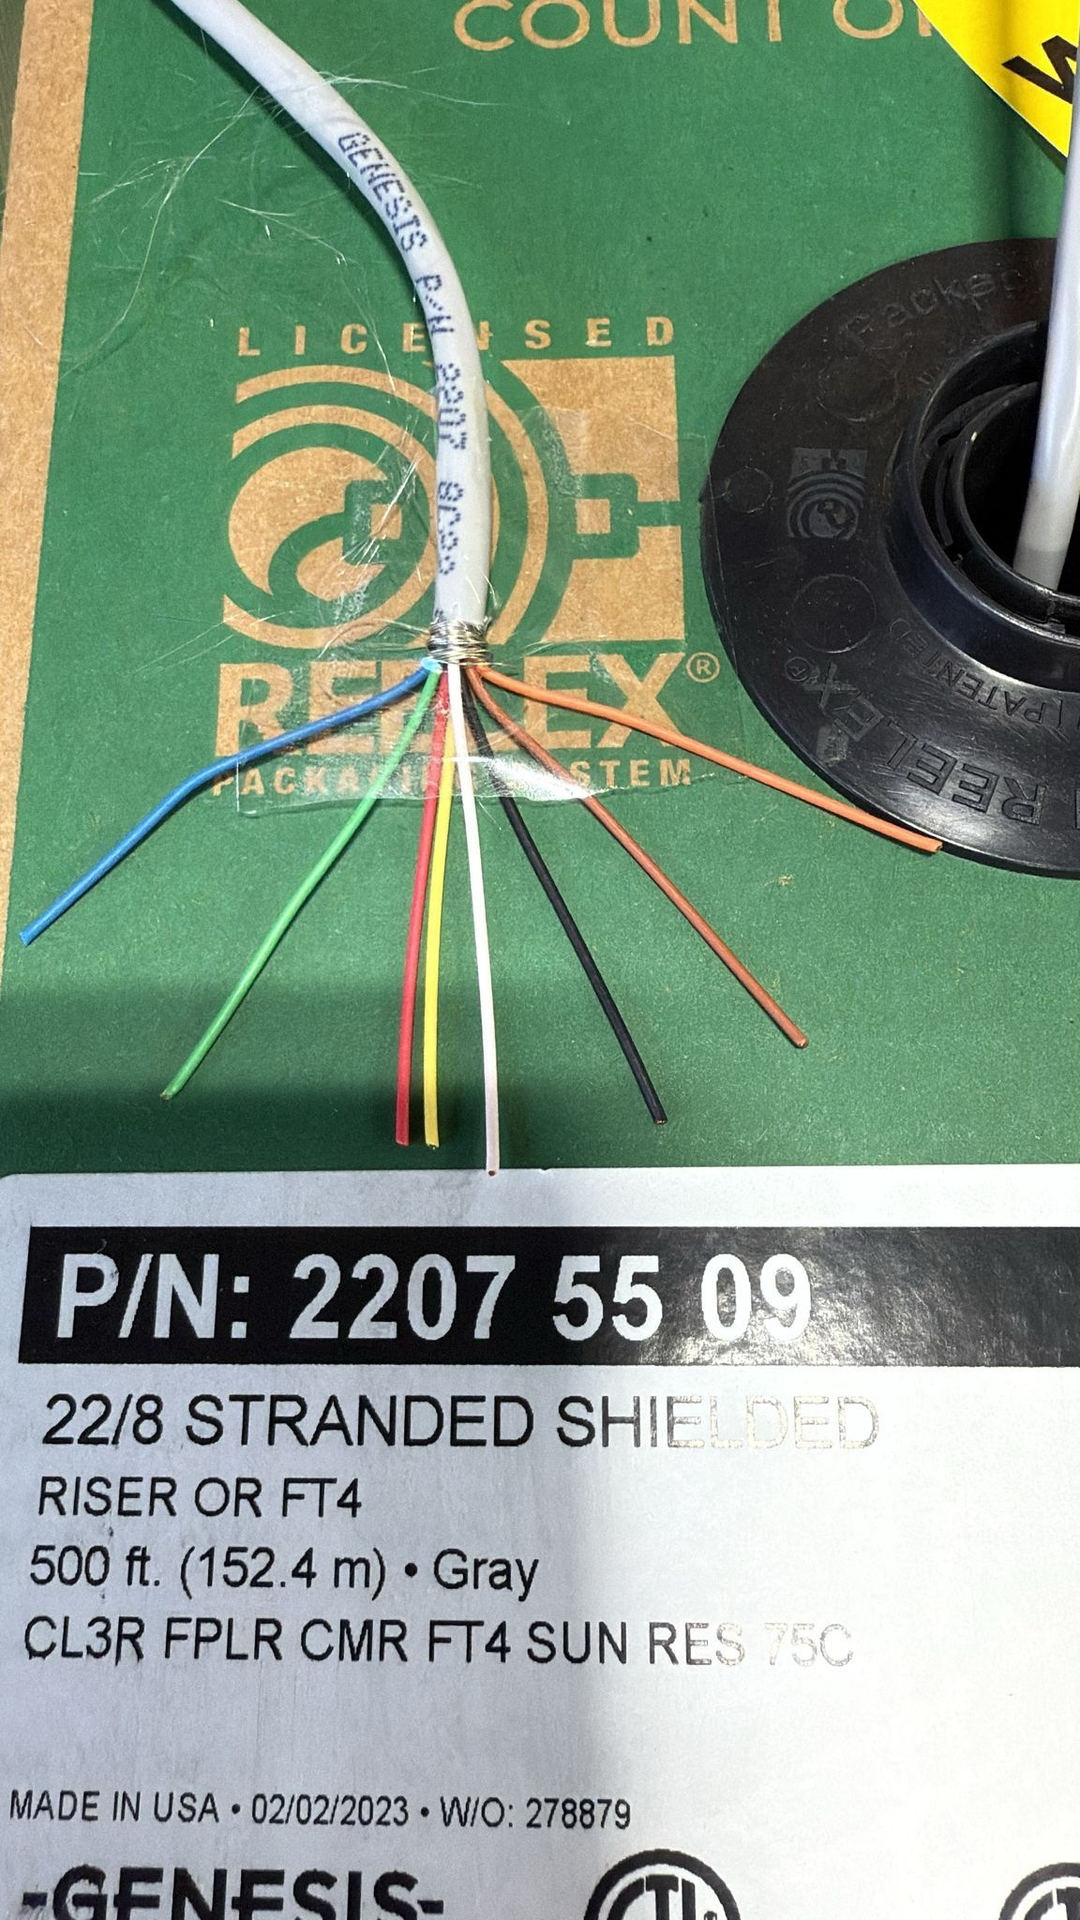 COUNT O
W
GENESIS P/N 2207
LICENSED
REELEX®
PACKAGING SYSTEM
REELEX
(PATENT
P/N: 2207 55 09
22/8 STRANDED SHIELDED
RISER OR FT4
500 ft. (152.4 m) • Gray
CL3R FPLR CMR FT4 SUN RES 75C
MADE IN USA • 02/02/2023 • W/O: 278879
-GENESIS-